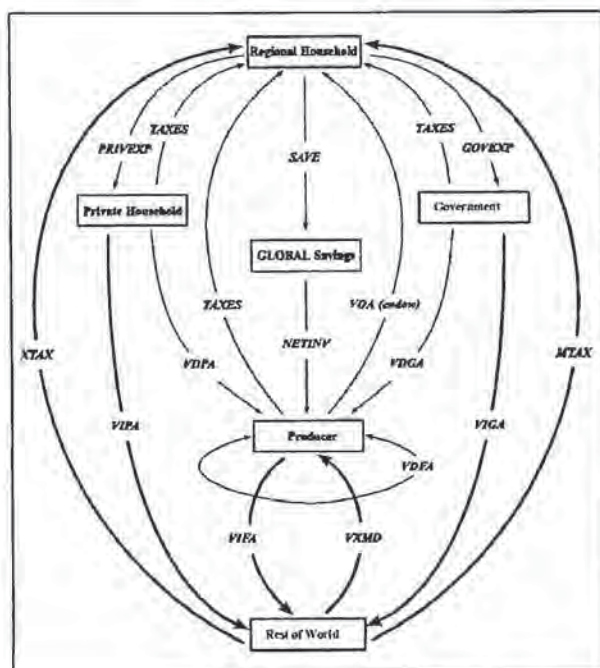 Regional Household
TAXES
TAXES
PRIVEXP
GOVEXP
SAVE
Private Household
Government
GLOBAL Savings
TAXES
VOA (endow)
NETINV
XTAX
MTAX
VDPA
VDGA
VIPA
VIGA
Producer
VDFA
VIFA
VXMD
Rest of World